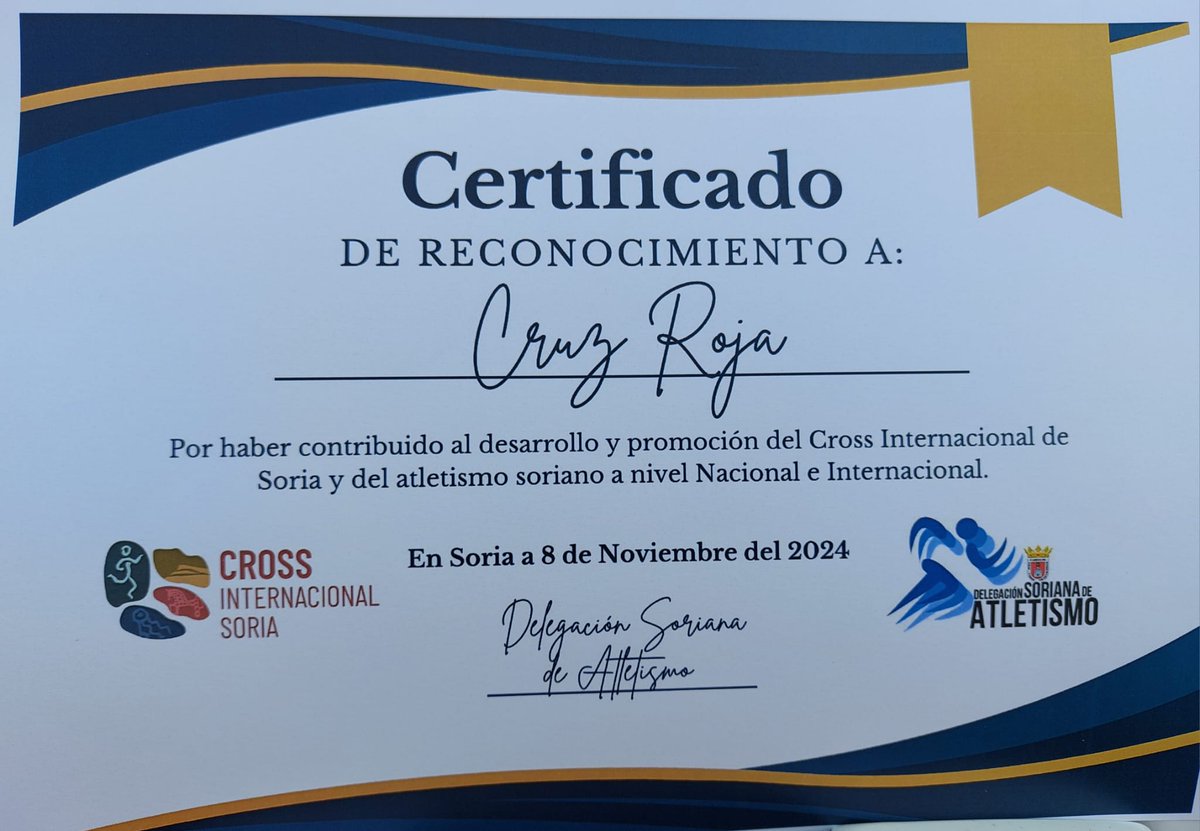 Certificado
DE RECONOCIMIENTO A:
Cruz Roja
Por haber contribuido al desarrollo y promoción del Cross Internacional de
Soria y del atletismo soriano a nivel Nacional e Internacional.
En Soria a 8 de Noviembre del 2024
CROSS
INTERNACIONAL
SORIA
Delegación Soriana
de Atletismo
DELEGACIÓN SORIANA DE
ATLETISMO